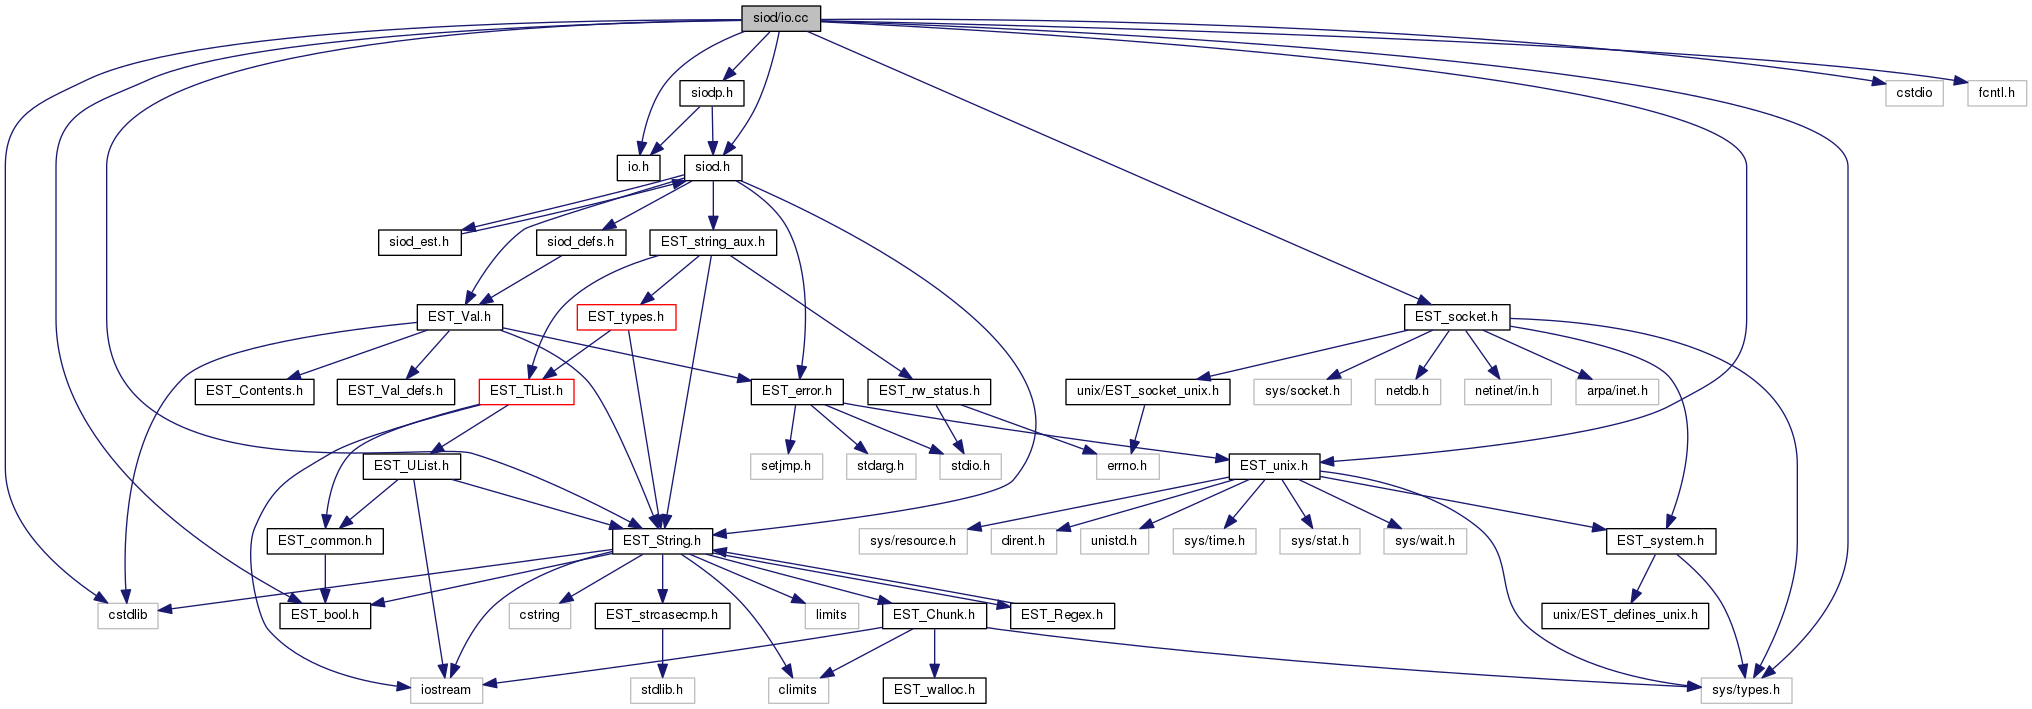 siod/io.cc
siodp.h
cstdio
fcntl.h
io.h
siod.h
siod_est.h
siod_defs.h
EST_string_aux.h
EST_Val.h
EST_types.h
EST_socket.h
EST_Contents.h
EST_Val_defs.h
EST_TList.h
EST_error.h
EST_rw_status.h
unix/EST_socket_unix.h
sys/socket.h
netdb.h
netinet/in.h
arpa/inet.h
EST_UList.h
setjmp.h
stdarg.h
stdio.h
errno.h
EST_unix.h
EST_common.h
EST_String.h
sys/resource.h
dirent.h
unistd.h
sys/time.h
sys/stat.h
sys/wait.h
EST_system.h
cstdlib
EST_bool.h
cstring
EST_strcasecmp.h
limits
EST_Chunk.h
EST_Regex.h
unix/EST_defines_unix.h
iostream
stdlib.h
climits
EST_walloc.h
sys/types.h